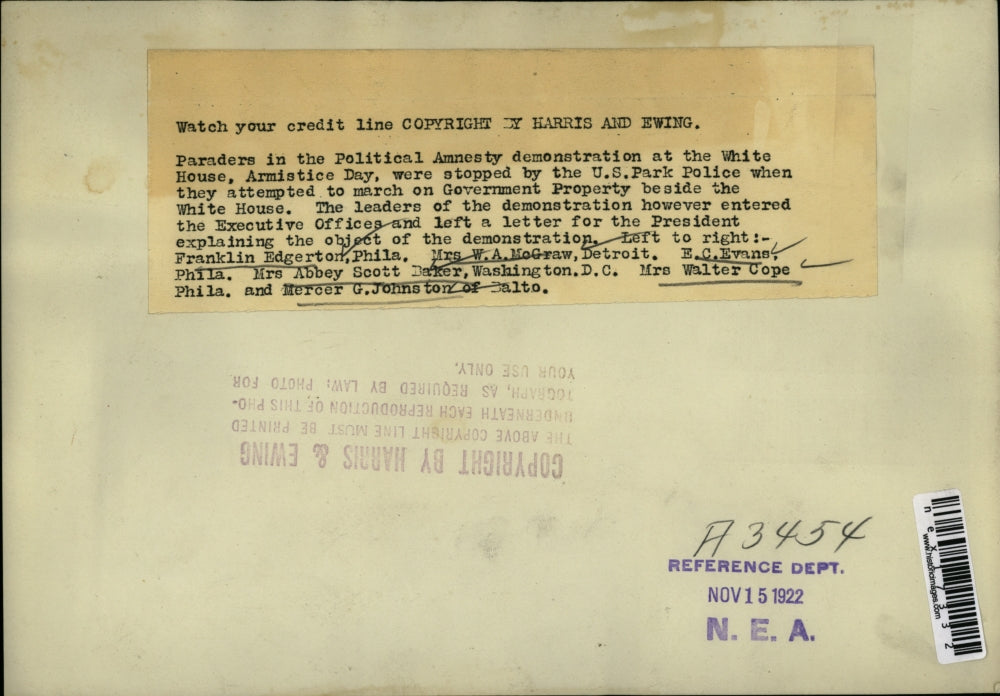 Watch your credit line COPYRIGHT BY HARRIS AND EWING.
Paraders in the Political Amnesty demonstration at the White
House, Armistice Day, were stopped by the U.S.Park Police when
they attempted to march on Government Property beside the
White House. The leaders of the demonstration however entered
the Executive Offices and left a letter for the President
explaining the object of the demonstration. Left to right:-
Franklin Edgerton,Phila. Mrs W.A.McGraw,Detroit. E.C.Evans,
Phila. Mrs Abbey Scott Baker,Washington.D.C. Mrs Walter Cope
Phila. and Mercer G.Johnston of Balto.
COPYRIGHT BY HARRIS & EWING
THE ABOVE COPYRIGHT LINE MUST BE PRINTED
UNDERNEATH EACH REPRODUCTION OF THIS PHO-
TOGRAPH, AS REQUIRED BY LAW: PHOTO FOR
YOUR USE ONLY.
A3454
REFERENCE DEPT.
NOV 15 1922
N. E. A.
nex17332
www.historicimages.com